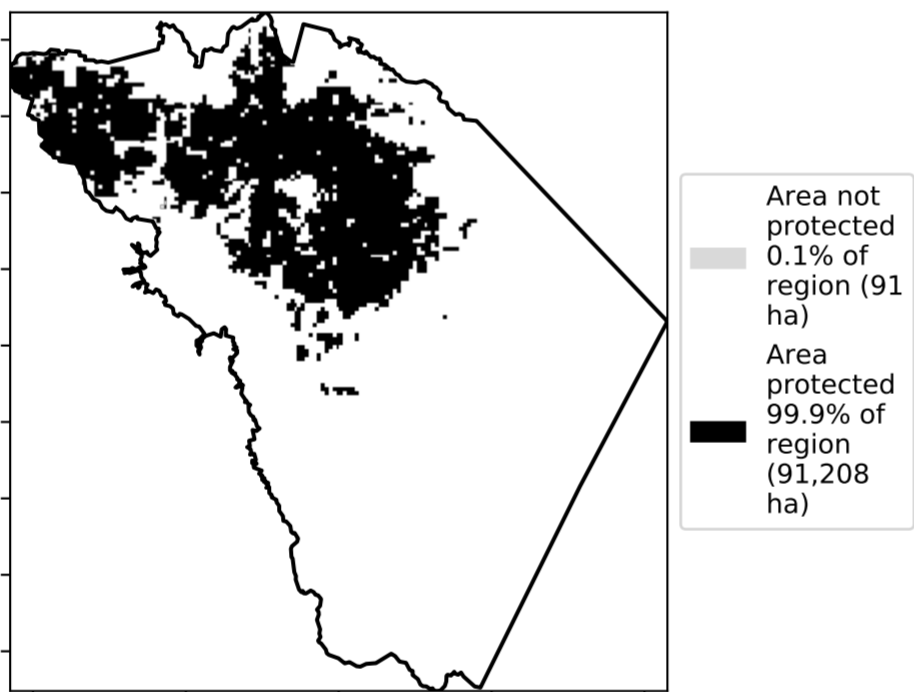 Area not
protected
0.1% of
region (91
ha)
Area
protected
99.9% of
region
(91,208
ha)